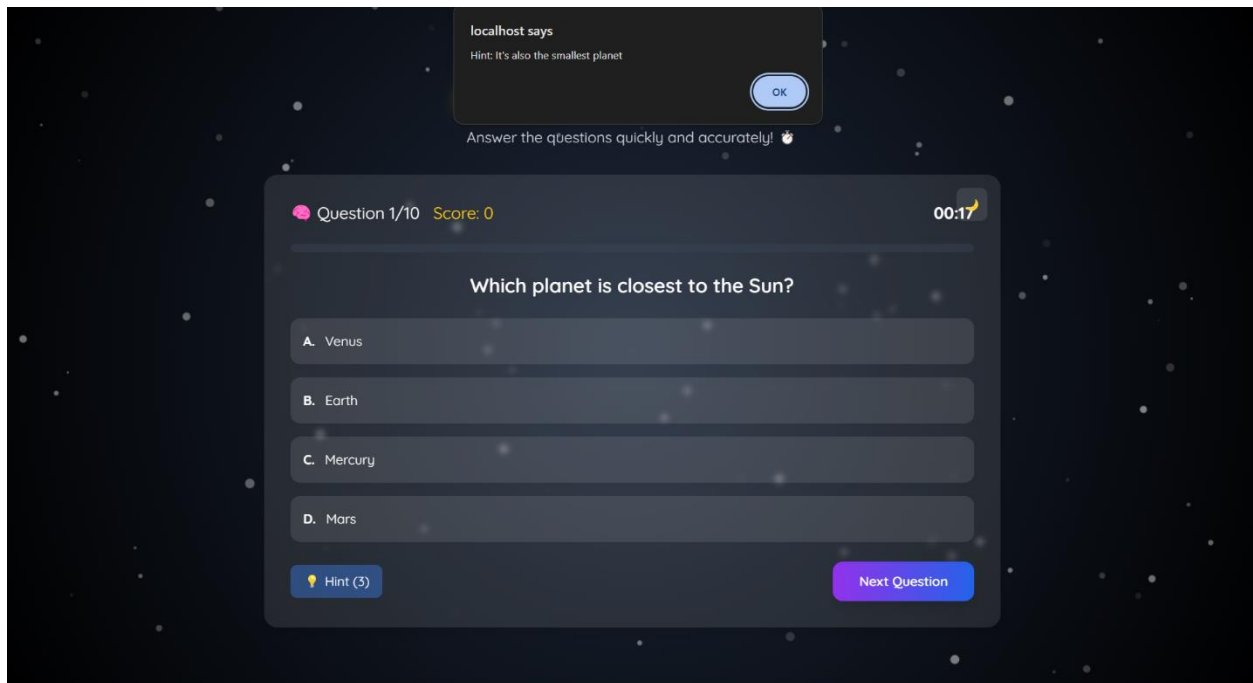 localhost says
Hint: It's also the smallest planet
OK
Answer the questions quickly and accurately! ⏱
🧠 Question 1/10 Score: 0 00:17
Which planet is closest to the Sun?
A. Venus
B. Earth
C. Mercury
D. Mars
💡 Hint (3) Next Question